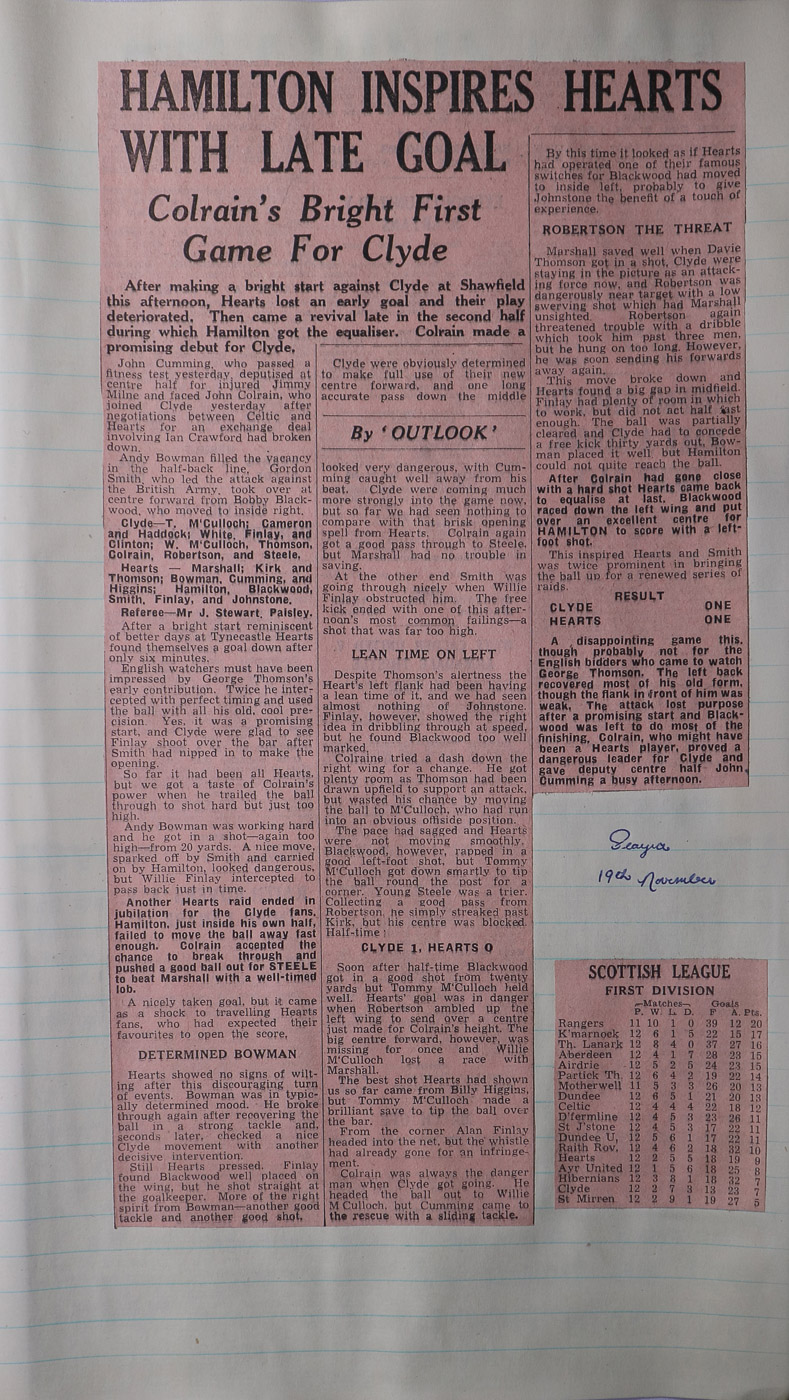 HAMILTON INSPIRES HEARTS
WITH LATE GOAL
Colrain's Bright First
Game For Clyde
After making a bright start against Clyde at Shawfield
this afternoon, Hearts lost an early goal and their play
deteriorated. Then came a revival late in the second half
during which Hamilton got the equaliser. Colrain made a
promising debut for Clyde,
John Cumming, who passed a
fitness test yesterday, deputised at
centre half for injured Jimmy
Milne and faced John Colrain, who
joined Clyde yesterday after
negotiations between Celtic and
Hearts for an exchange deal
involving Ian Crawford had broken
down.
Andy Bowman filled the vacancy
in the half-back line, Gordon
Smith, who led the attack against
the British Army, took over at
centre forward from Bobby Black-
wood, who moved to inside right.
Clyde—T. M'Culloch; Cameron
and Haddock; White, Finlay, and
Clinton; W. M'Culloch, Thomson,
Colrain, Robertson, and Steele.
Hearts — Marshall; Kirk and
Thomson; Bowman, Cumming, and
Higgins; Hamilton, Blackwood,
Smith, Finlay, and Johnstone.
Referee—Mr J. Stewart, Paisley.
After a bright start reminiscent
of better days at Tynecastle Hearts
found themselves a goal down after
only six minutes.
English watchers must have been
impressed by George Thomson's
early contribution. Twice he inter-
cepted with perfect timing and used
the ball with all his old, cool pre-
cision. Yes, it was a promising
start, and Clyde were glad to see
Finlay shoot over the bar after
Smith had nipped in to make the
opening.
So far it had been all Hearts,
but we got a taste of Colrain's
power when he trailed the ball
through to shot hard but just too
high.
Andy Bowman was working hard
and he got in a shot—again too
high—from 20 yards. A nice move,
sparked off by Smith and carried
on by Hamilton, looked dangerous,
but Willie Finlay intercepted to
pass back just in time.
Another Hearts raid ended in
jubilation for the Clyde fans.
Hamilton, just inside his own half,
failed to move the ball away fast
enough. Colrain accepted the
chance to break through and
pushed a good ball out for STEELE
to beat Marshall with a well-timed
lob.
A nicely taken goal, but it came
as a shock to travelling Hearts
fans, who had expected their
favourites to open the score,
DETERMINED BOWMAN
Hearts showed no signs of wilt-
ing after this discouraging turn
of events. Bowman was in typic-
ally determined mood. He broke
through again after recovering the
ball in a strong tackle and,
seconds later, checked a nice
Clyde movement with another
decisive intervention.
Still Hearts pressed. Finlay
found Blackwood well placed on
the wing, but he shot straight at
the goalkeeper. More of the right
spirit from Bowman—another good
tackle and another good shot.
Clyde were obviously determined
to make full use of their new
centre forward, and one long
accurate pass down the middle
By 'OUTLOOK'
looked very dangerous, with Cum-
ming caught well away from his
beat. Clyde were coming much
more strongly into the game now,
but so far we had seen nothing to
compare with that brisk opening
spell from Hearts. Colrain again
got a good pass through to Steele,
but Marshall had no trouble in
saving.
At the other end Smith was
going through nicely when Willie
Finlay obstructed him. The free
kick ended with one of this after-
noon's most common failings—a
shot that was far too high.
LEAN TIME ON LEFT
Despite Thomson's alertness the
Heart's left flank had been having
a lean time of it, and we had seen
almost nothing of Johnstone.
Finlay, however, showed the right
idea in dribbling through at speed,
but he found Blackwood too well
marked.
Colraine tried a dash down the
right wing for a change. He got
plenty room as Thomson had been
drawn upfield to support an attack,
but wasted his chance by moving
the ball to M'Culloch, who had run
into an obvious offside position.
The pace had sagged and Hearts
were not moving smoothly.
Blackwood, however, rapped in a
good left-foot shot, but Tommy
M'Culloch got down smartly to tip
the ball round the post for a
corner. Young Steele was a trier.
Collecting a good pass from
Robertson, he simply streaked past
Kirk, but his centre was blocked.
Half-time:
CLYDE 1, HEARTS 0
Soon after half-time Blackwood
got in a good shot from twenty
yards but Tommy M'Culloch held
well. Hearts' goal was in danger
when Robertson ambled up the
left wing to send over a centre
just made for Colrain's height. The
big centre forward, however, was
missing for once and Willie
M'Culloch lost a race with
Marshall.
The best shot Hearts had shown
us so far came from Billy Higgins,
but Tommy M'Culloch made a
brilliant save to tip the ball over
the bar.
From the corner Alan Finlay
headed into the net, but the whistle
had already gone for an infringe-
ment.
Colrain was always the danger
man when Clyde got going. He
headed the ball out to Willie
M'Culloch, but Cumming came to
the rescue with a sliding tackle.
By this time it looked as if Hearts
had operated one of their famous
switches for Blackwood had moved
to inside left, probably to give
Johnstone the benefit of a touch of
experience.
ROBERTSON THE THREAT
Marshall saved well when Davie
Thomson got in a shot, Clyde were
staying in the picture as an attack-
ing force now, and Robertson was
dangerously near target with a low
swerving shot which had Marshall
unsighted. Robertson again
threatened trouble with a dribble
which took him past three men,
but he hung on too long. However,
he was soon sending his forwards
away again.
This move broke down and
Hearts found a big gap in midfield.
Finlay had plenty of room in which
to work, but did not act half fast
enough. The ball was partially
cleared and Clyde had to concede
a free kick thirty yards out. Bow-
man placed it well but Hamilton
could not quite reach the ball.
After Colrain had gone close
with a hard shot Hearts came back
to equalise at last. Blackwood
raced down the left wing and put
over an excellent centre for
HAMILTON to score with a left-
foot shot.
This inspired Hearts and Smith
was twice prominent in bringing
the ball up for a renewed series of
raids.
RESULT
CLYDE ONE
HEARTS ONE
A disappointing game this,
though probably not for the
English bidders who came to watch
George Thomson. The left back
recovered most of his old form,
though the flank in front of him was
weak. The attack lost purpose
after a promising start and Black-
wood was left to do most of the
finishing. Colrain, who might have
been a Hearts player, proved a
dangerous leader for Clyde and
gave deputy centre half John
Cumming a busy afternoon.
19th November
SCOTTISH LEAGUE
FIRST DIVISION
—Matches— Goals
P. W. L. D. F A. Pts.
Rangers 11 10 1 0 39 12 20
K'marnock 12 6 1 5 22 15 17
Th. Lanark 12 8 4 0 37 27 16
Aberdeen 12 4 1 7 28 23 15
Airdrie 12 5 2 5 24 23 15
Partick Th. 12 6 4 2 19 22 14
Motherwell 11 5 3 3 26 20 13
Dundee 12 6 5 1 21 20 13
Celtic 12 4 4 4 22 18 12
D'fermline 12 4 5 3 23 26 11
St J'stone 12 4 5 3 17 22 11
Dundee U. 12 5 6 1 17 22 11
Raith Rov. 12 4 6 2 18 32 10
Hearts 12 2 5 5 18 19 9
Ayr United 12 1 5 6 18 25 8
Hibernians 12 3 8 1 18 32 7
Clyde 12 2 7 3 13 23 7
St Mirren 12 2 9 1 19 27 5